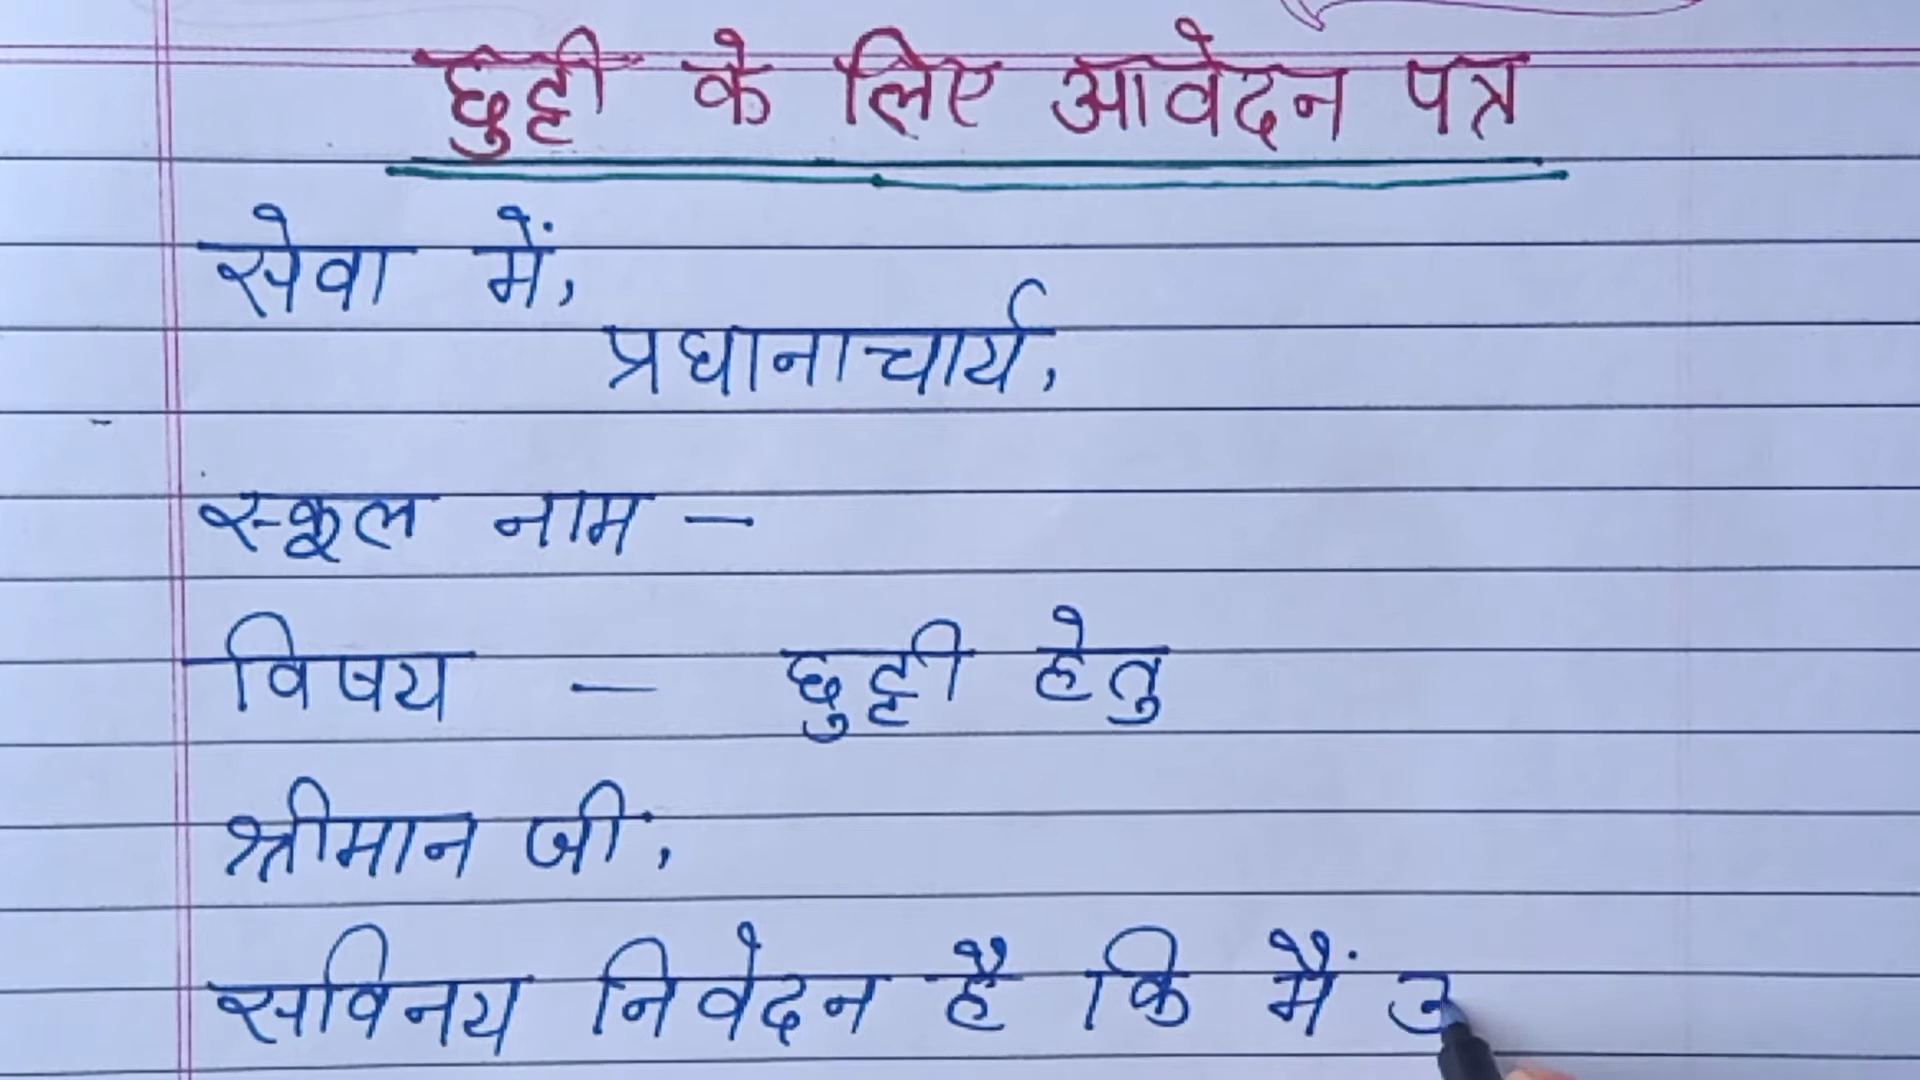 छुट्टी के लिए आवेदन पत्र
सेवा में,
प्रधानाचार्य,
स्कूल नाम –
विषय – छुट्टी हेतु
श्रीमान जी,
सविनय निवेदन है कि मैं